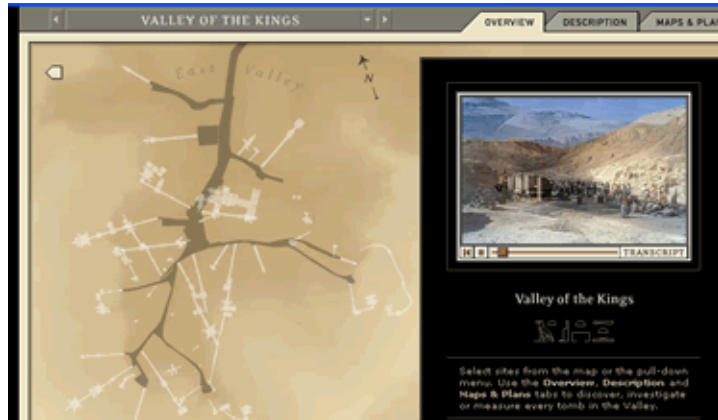 VALLEY OF THE KINGS
OVERVIEW
DESCRIPTION
MAPS & PLA
East Valley
N
TRANSCRIPT
Valley of the Kings
Select sites from the map or the pull-down
menu. Use the Overview, Description and
Maps & Plans tabs to discover, investigate
or measure every tomb in the Valley.